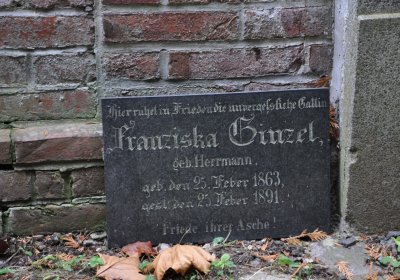 Hier ruhet in Frieden die unvergessliche Gattin
Franziska Ginzel,
geb. Herrmann.
geb. den 25. Feber 1863,
gest. den 25. Feber 1891.
Friede ihrer Asche!